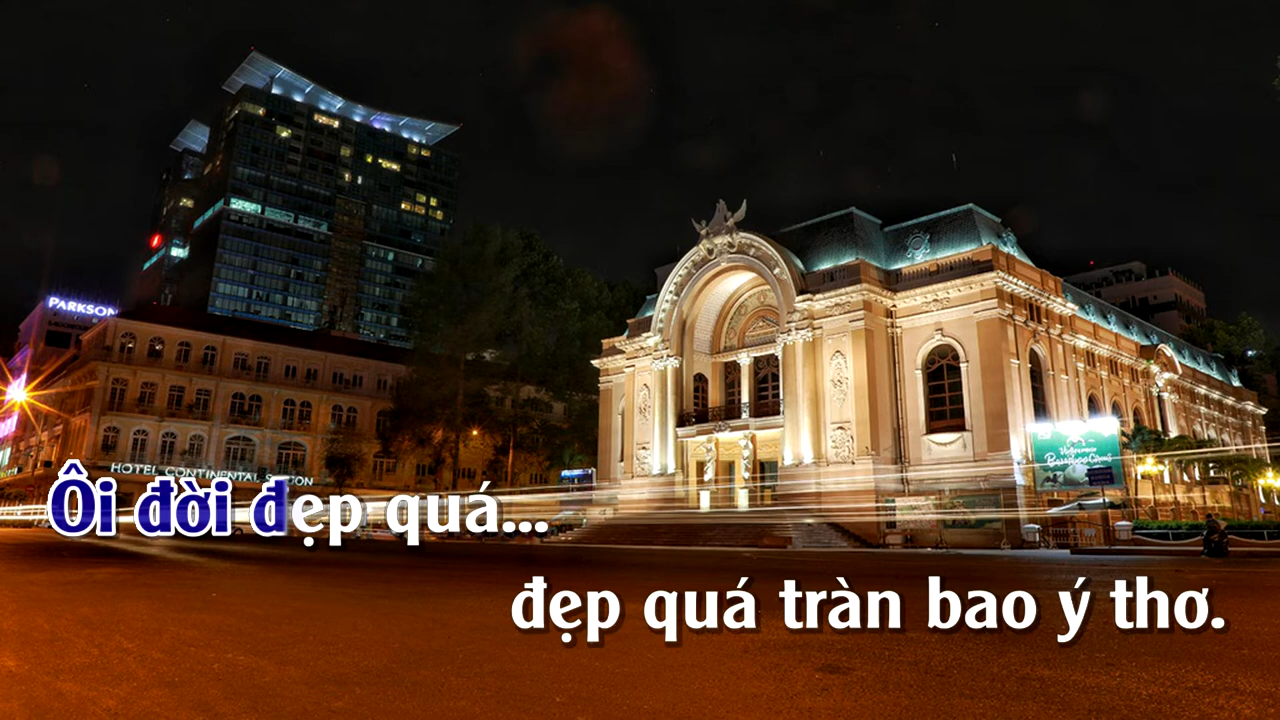 PARKSON
HOTEL CONTINENTAL SAIGON
Ôi đời đẹp quá...
đẹp quá tràn bao ý thơ.